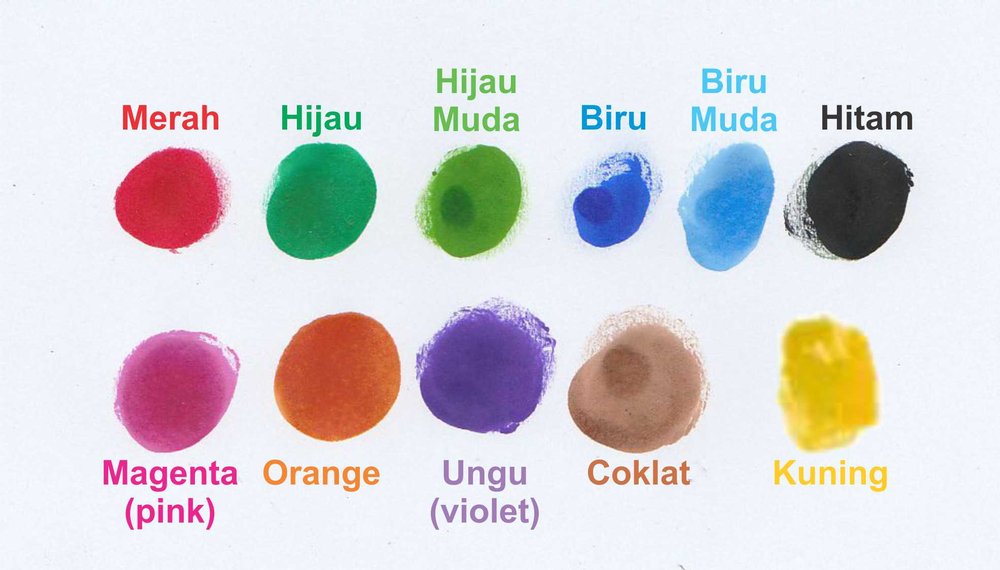 Merah
Hijau
Hijau
Muda
Biru
Biru
Muda
Hitam
Magenta
(pink)
Orange
Ungu
(violet)
Coklat
Kuning